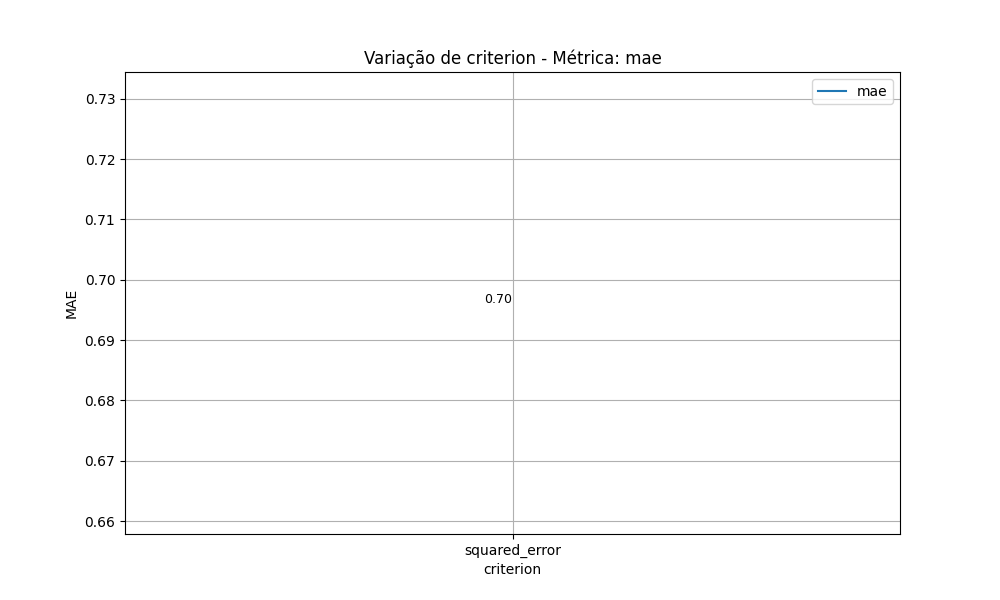 Variação de criterion - Métrica: mae
mae
0.73
0.72
0.71
0.70
0.70
0.69
0.68
0.67
0.66
MAE
squared_error
criterion